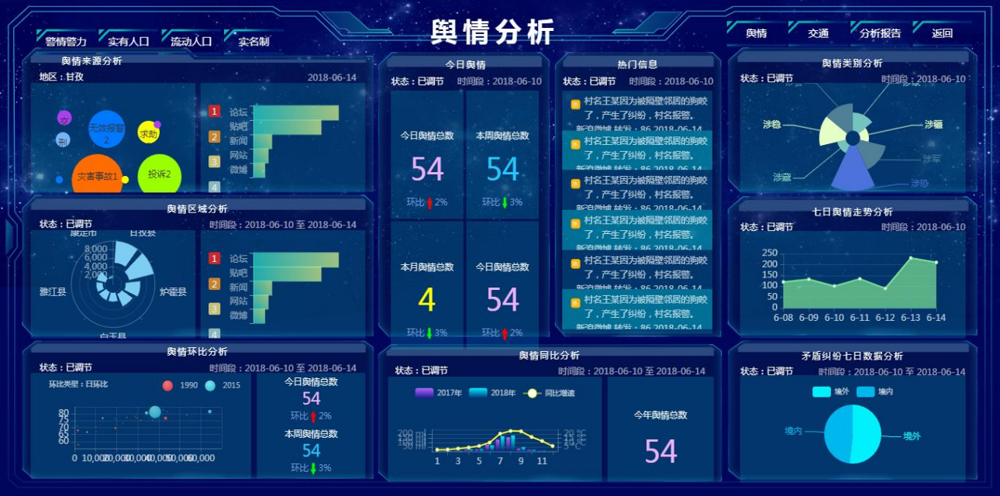 舆情分析
警情警力
实有人口
流动人口
实名制
舆情
交通
分析报告
返回
舆情来源分析
地区：甘孜
2018-06-14
交
刑
无效报警
2
求助
灾害事故1
投诉2
1
2
3
4
论坛
贴吧
新闻
网站
微博
舆情区域分析
状态：已调节
时间段：2018-06-10 至 2018-06-14
康定市
甘孜县
8,000
6,000
4,000
2,000
雅江县
炉霍县
白玉县
1
2
3
4
论坛
贴吧
新闻
网站
微博
舆情环比分析
状态：已调节
时间段：2018-06-10 至 2018-06-14
环比类型：日环比
1990
2015
80
75
70
65
60
0
10,000
20,000
30,000
40,000
50,000
60,000
今日舆情总数
54
环比 2%
本周舆情总数
54
环比 3%
今日舆情
状态：已调节
时间段：2018-06-10
今日舆情总数
54
环比 2%
本周舆情总数
54
环比 3%
本月舆情总数
4
环比 3%
今日舆情总数
54
环比 2%
热门信息
状态：已调节
时间段：2018-06-10
热 村名王某因为被隔壁邻居的狗咬
了，产生了纠纷，村名报警。
新浪微博 转发：86 2018-06-14
热 村名王某因为被隔壁邻居的狗咬
了，产生了纠纷，村名报警。
新浪微博 转发：86 2018-06-14
热 村名王某因为被隔壁邻居的狗咬
了，产生了纠纷，村名报警。
新浪微博 转发：86 2018-06-14
热 村名王某因为被隔壁邻居的狗咬
了，产生了纠纷，村名报警。
新浪微博 转发：86 2018-06-14
热 村名王某因为被隔壁邻居的狗咬
了，产生了纠纷，村名报警。
新浪微博 转发：86 2018-06-14
热 村名王某因为被隔壁邻居的狗咬
了，产生了纠纷，村名报警。
新浪微博 转发：86 2018-06-14
舆情同比分析
状态：已调节
时间段：2018-06-10 至 2018-06-14
2017年
2018年
同比增速
200 ml
50 ml
20 °C
5 °C
1
3
5
7
9
11
今年舆情总数
54
舆情类别分析
状态：已调节
时间段：2018-06-10
涉稳
涉疆
涉军
涉藏
涉恐
七日舆情走势分析
状态：已调节
时间段：2018-06-10
250
200
150
100
50
0
6-08
6-09
6-10
6-11
6-12
6-13
6-14
矛盾纠纷七日数据分析
状态：已调节
时间段：2018-06-10 至 2018-06-14
境外
境内
境内
境外